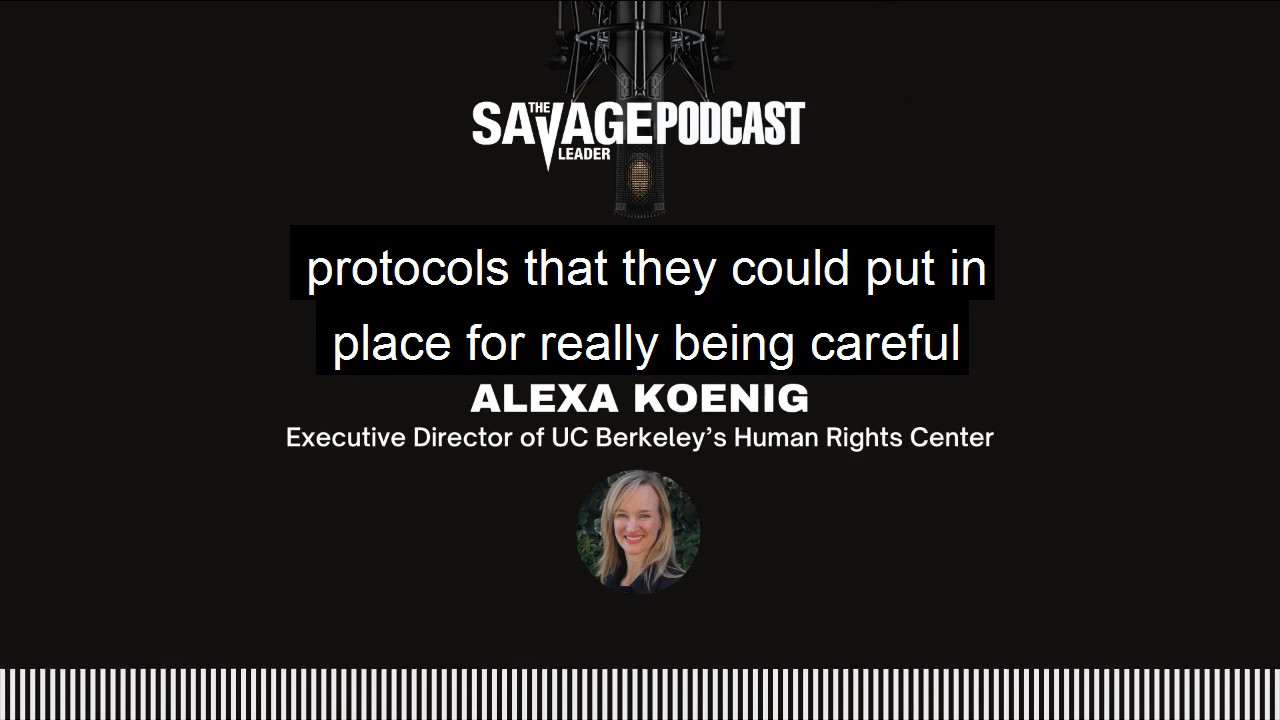 THE SAVAGE PODCAST
LEADER
protocols that they could put in
place for really being careful
ALEXA KOENIG
Executive Director of UC Berkeley’s Human Rights Center